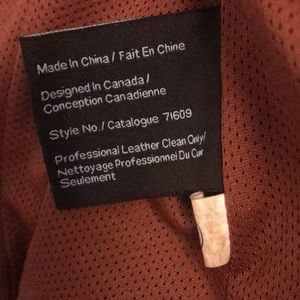 Made In China / Fait En Chine
Designed In Canada /
Conception Canadienne
Style No./ Catalogue 71609
Professional Leather Clean Only/
Nettoyage Professionnel Du Cuir
Seulement